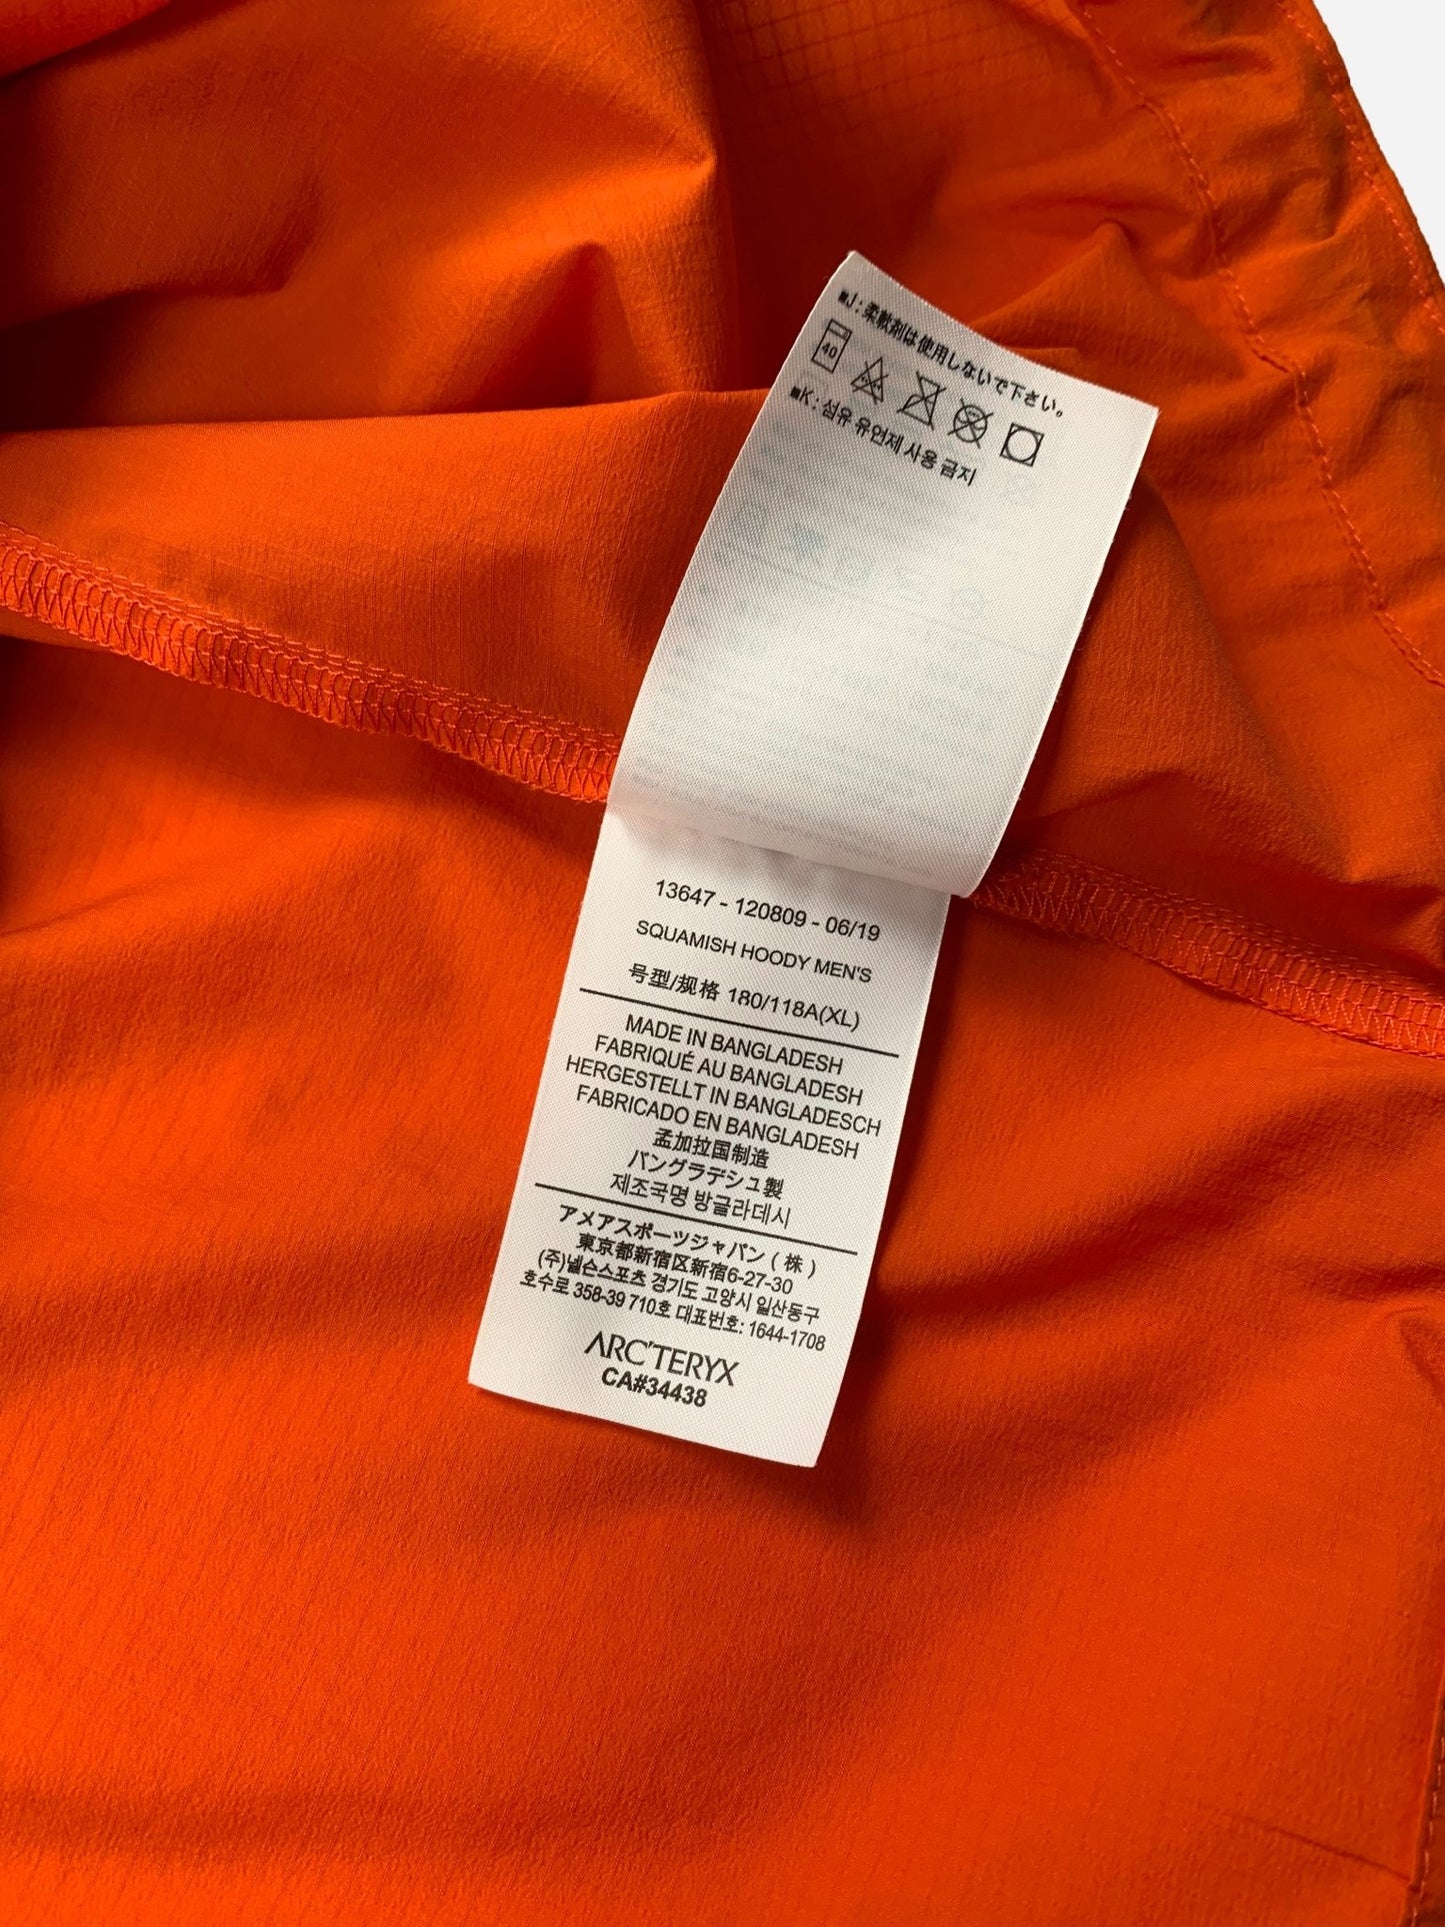 ■J:柔軟剤は使用しないで下さい。
40
■K:섬유 유연제 사용 금지
13647 - 120809 - 06/19
SQUAMISH HOODY MEN'S
号型/规格 180/118A(XL)
MADE IN BANGLADESH
FABRIQUÉ AU BANGLADESH
HERGESTELLT IN BANGLADESCH
FABRICADO EN BANGLADESH
孟加拉国制造
バングラデシュ製
제조국명 방글라데시
アメアスポーツジャパン(株)
東京都新宿区新宿6-27-30
(주)넬슨스포츠 경기도 고양시 일산동구
호수로 358-39 710호 대표번호: 1644-1708
ARC'TERYX
CA#34438